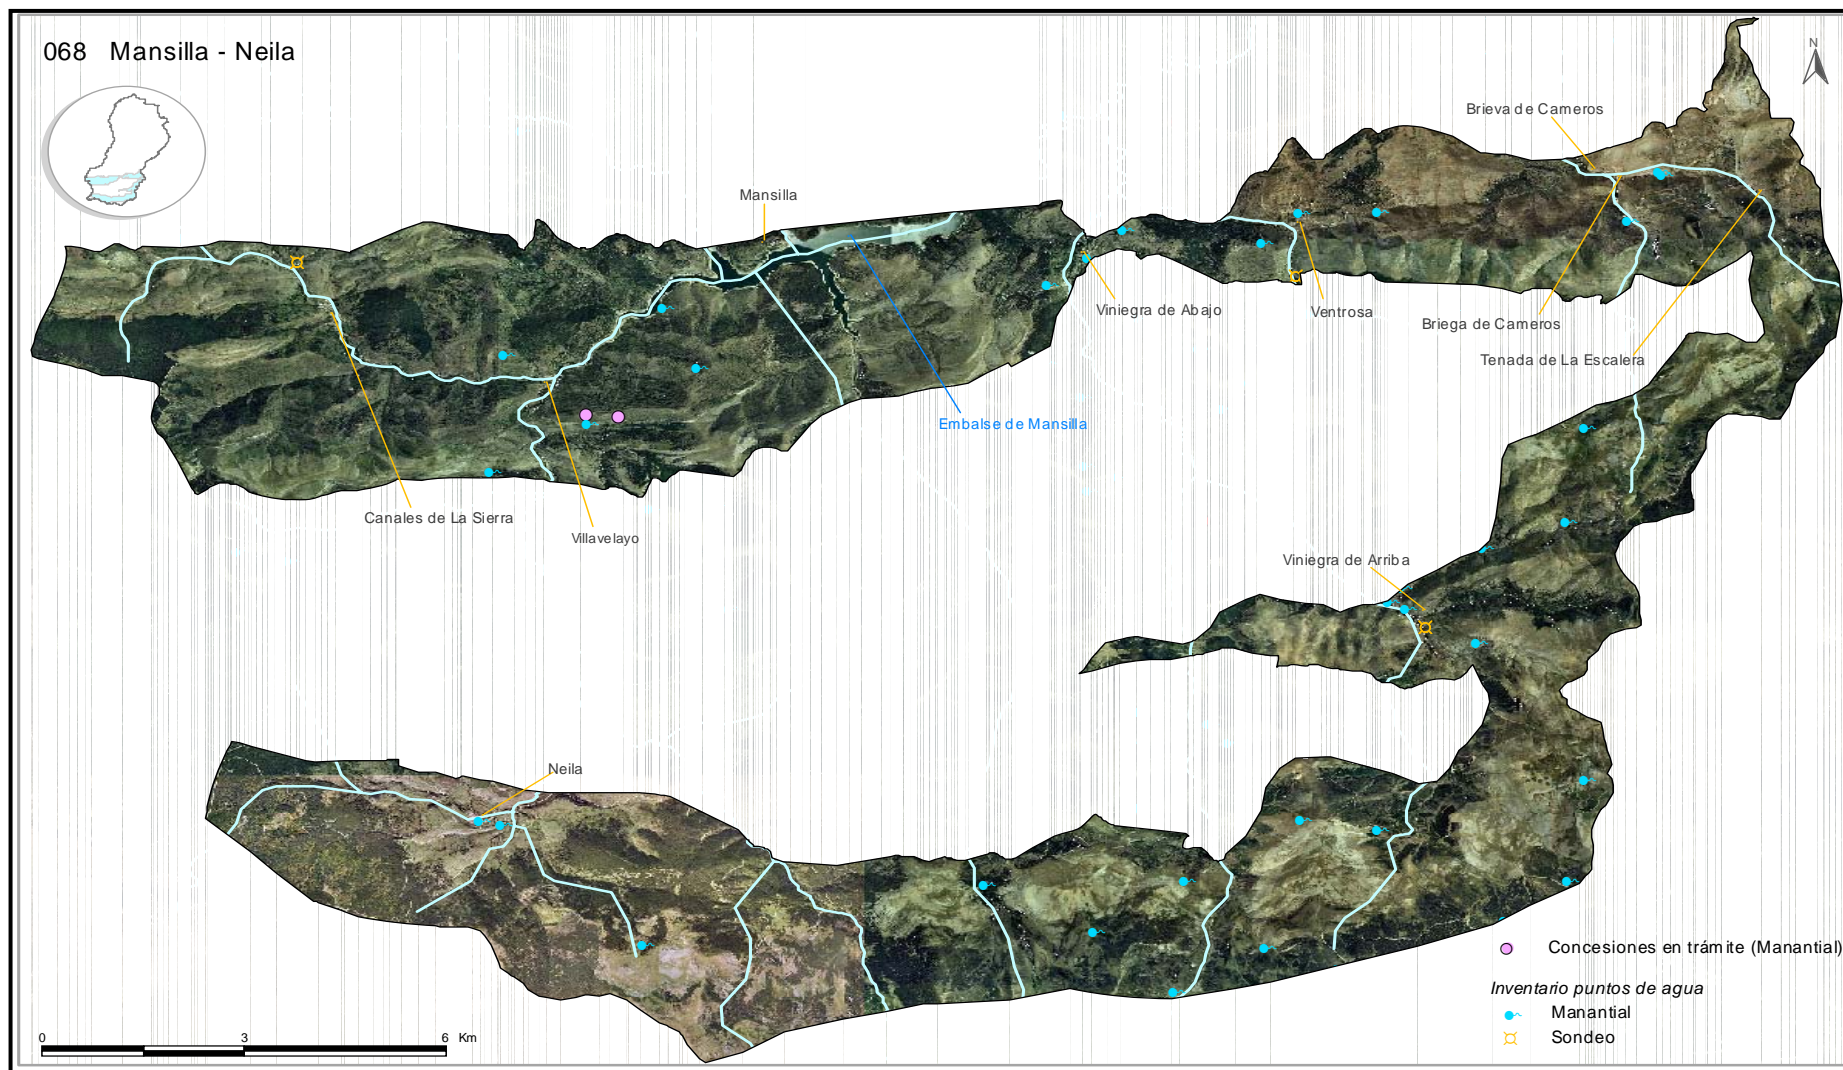 068 Mansilla - Neila
N
Brieva de Cameros
Mansilla
Viniegra de Abajo
Ventrosa
Briega de Cameros
Tenada de La Escalera
Embalse de Mansilla
Canales de La Sierra
Villavelayo
Viniegra de Arriba
Neila
Concesiones en trámite (Manantial)
Inventario puntos de agua
Manantial
Sondeo
0 3 6 Km